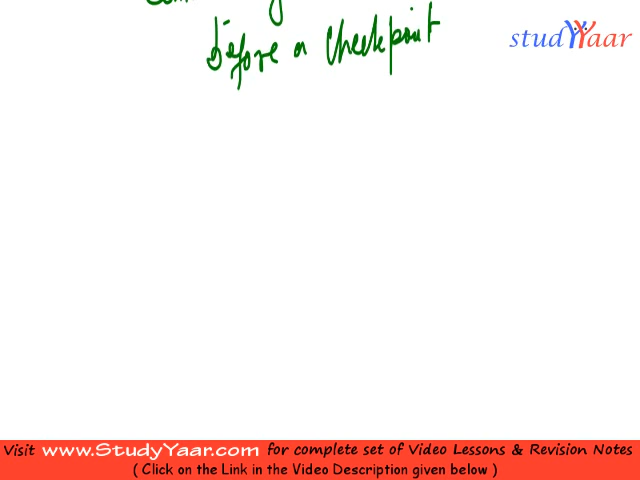 before a checkpoint
studYYaar
Visit www.StudyYaar.com for complete set of Video Lessons & Revision Notes
( Click on the Link in the Video Description given below )